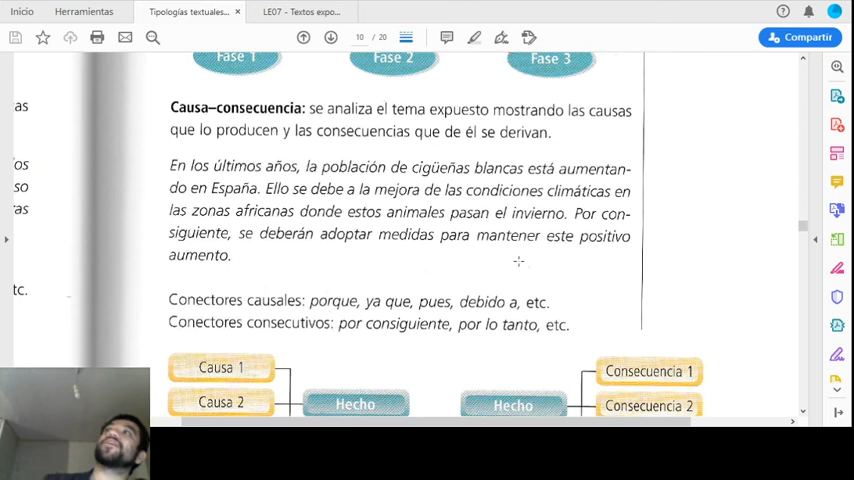 Inicio
Herramientas
Tipologías textuales... ×
LE07 - Textos expo...
10 / 20
Compartir
Fase 1
Fase 2
Fase 3
Causa–consecuencia: se analiza el tema expuesto mostrando las causas
que lo producen y las consecuencias que de él se derivan.
En los últimos años, la población de cigüeñas blancas está aumentan-
do en España. Ello se debe a la mejora de las condiciones climáticas en
las zonas africanas donde estos animales pasan el invierno. Por con-
siguiente, se deberán adoptar medidas para mantener este positivo
aumento.
Conectores causales: porque, ya que, pues, debido a, etc.
Conectores consecutivos: por consiguiente, por lo tanto, etc.
Causa 1
Consecuencia 1
Causa 2
Hecho
Hecho
Consecuencia 2